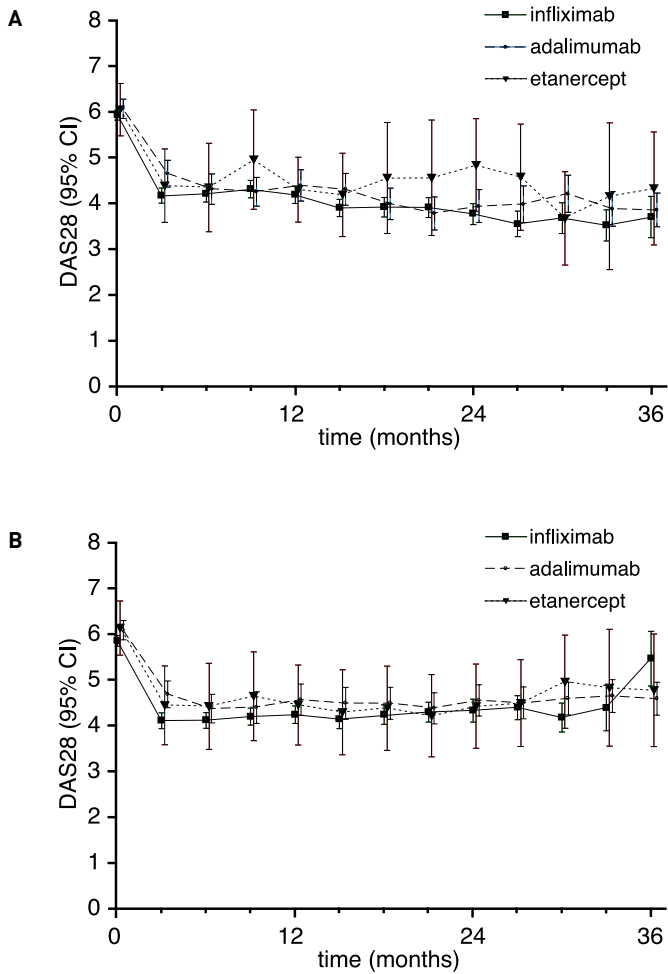 A
infliximab
adalimumab
etanercept
DAS28 (95% CI)
8
7
6
5
4
3
2
1
0
0 12 24 36
time (months)
B
infliximab
adalimumab
etanercept
DAS28 (95% CI)
8
7
6
5
4
3
2
1
0
0 12 24 36
time (months)